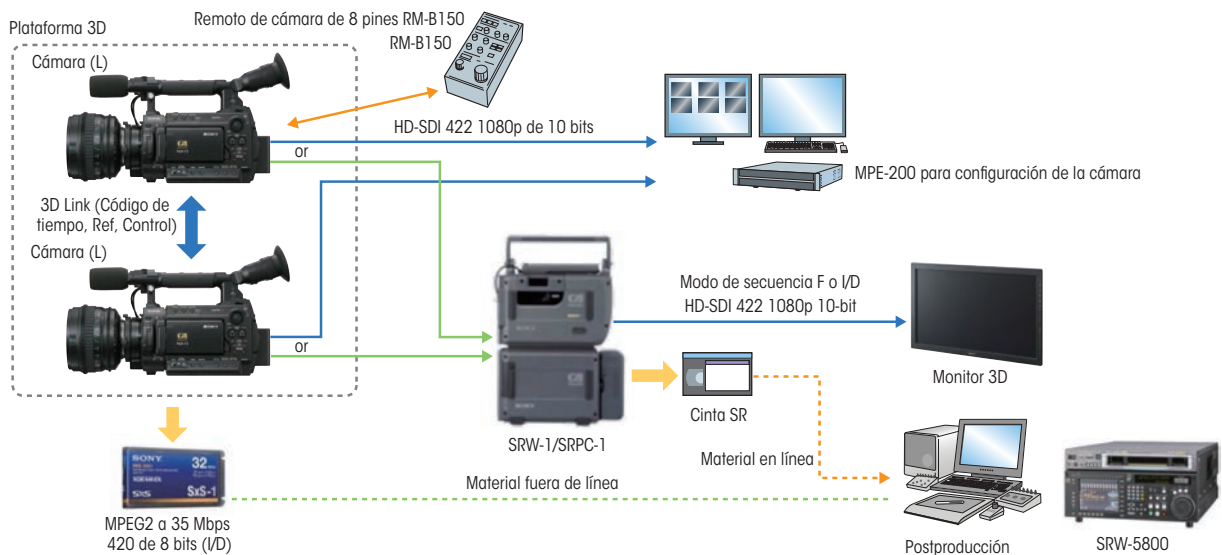 Remoto de cámara de 8 pines RM-B150
RM-B150
Plataforma 3D
Cámara (L)
HD-SDI 422 1080p de 10 bits
or
MPE-200 para configuración de la cámara
3D Link (Código de
tiempo, Ref, Control)
Cámara (L)
or
Modo de secuencia F o I/D
HD-SDI 422 1080p 10-bit
Monitor 3D
Cinta SR
SRW-1/SRPC-1
Material en línea
Material fuera de línea
SONY
32
SxS
SxS-1
MPEG2 a 35 Mbps
420 de 8 bits (I/D)
Postproducción
SRW-5800